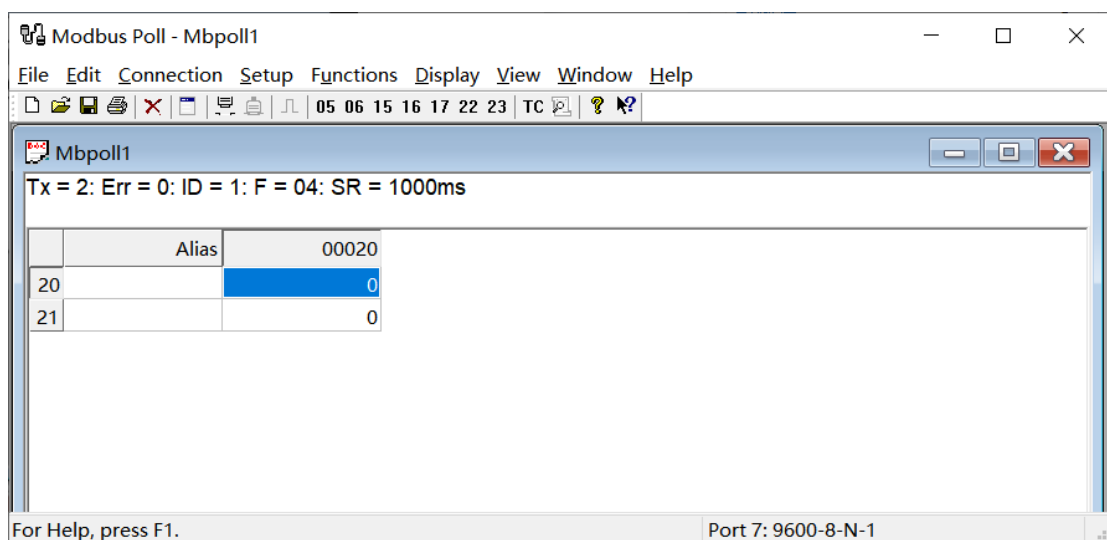 Modbus Poll - Mbpoll1
File Edit Connection Setup Functions Display View Window Help
05 06 15 16 17 22 23 TC
Mbpoll1
Tx = 2: Err = 0: ID = 1: F = 04: SR = 1000ms
Alias 00020
20 0
21 0
For Help, press F1. Port 7: 9600-8-N-1